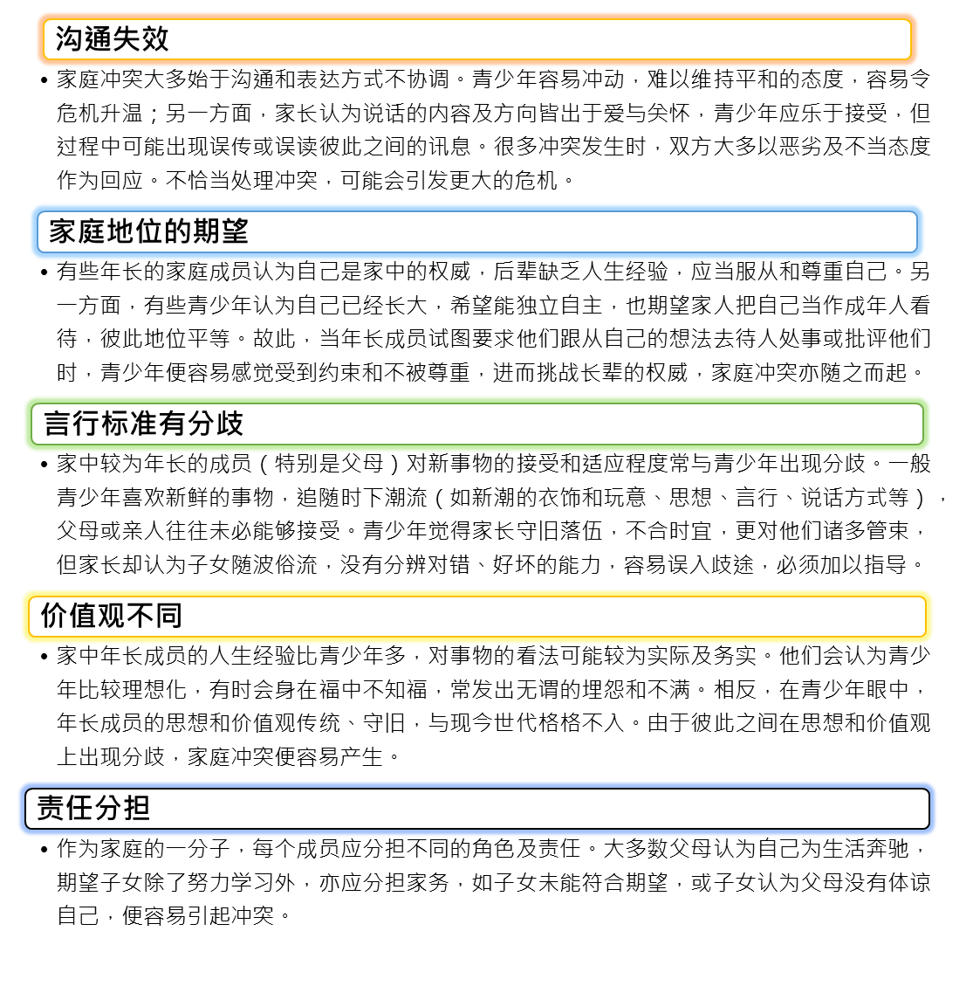 沟通失效
• 家庭冲突大多始于沟通和表达方式不协调。青少年容易冲动，难以维持平和的态度，容易令
危机升温；另一方面，家长认为说话的内容及方向皆出于爱与关怀，青少年应乐于接受，但
过程中可能出现误传或误读彼此之间的讯息。很多冲突发生时，双方大多以恶劣及不当态度
作为回应。不恰当处理冲突，可能会引发更大的危机。
家庭地位的期望
• 有些年长的家庭成员认为自己是家中的权威，后辈缺乏人生经验，应当服从和尊重自己。另
一方面，有些青少年认为自己已经长大，希望能独立自主，也期望家人把自己当作成年人看
待，彼此地位平等。故此，当年长成员试图要求他们跟从自己的想法去待人处事或批评他们
时，青少年便容易感觉受到约束和不被尊重，进而挑战长辈的权威，家庭冲突亦随之而起。
言行标准有分歧
• 家中较为年长的成员（特别是父母）对新事物的接受和适应程度常与青少年出现分歧。一般
青少年喜欢新鲜的事物，追随时下潮流（如新潮的衣饰和玩意、思想、言行、说话方式等），
父母或亲人往往未必能够接受。青少年觉得家长守旧落伍，不合时宜，更对他们诸多管束，
但家长却认为子女随波俗流，没有分辨对错、好坏的能力，容易误入歧途，必须加以指导。
价值观不同
• 家中年长成员的人生经验比青少年多，对事物的看法可能较为实际及务实。他们会认为青少
年比较理想化，有时会身在福中不知福，常发出无谓的埋怨和不满。相反，在青少年眼中，
年长成员的思想和价值观传统、守旧，与现今世代格格不入。由于彼此之间在思想和价值观
上出现分歧，家庭冲突便容易产生。
责任分担
• 作为家庭的一分子，每个成员应分担不同的角色及责任。大多数父母认为自己为生活奔驰，
期望子女除了努力学习外，亦应分担家务，如子女未能符合期望，或子女认为父母没有体谅
自己，便容易引起冲突。